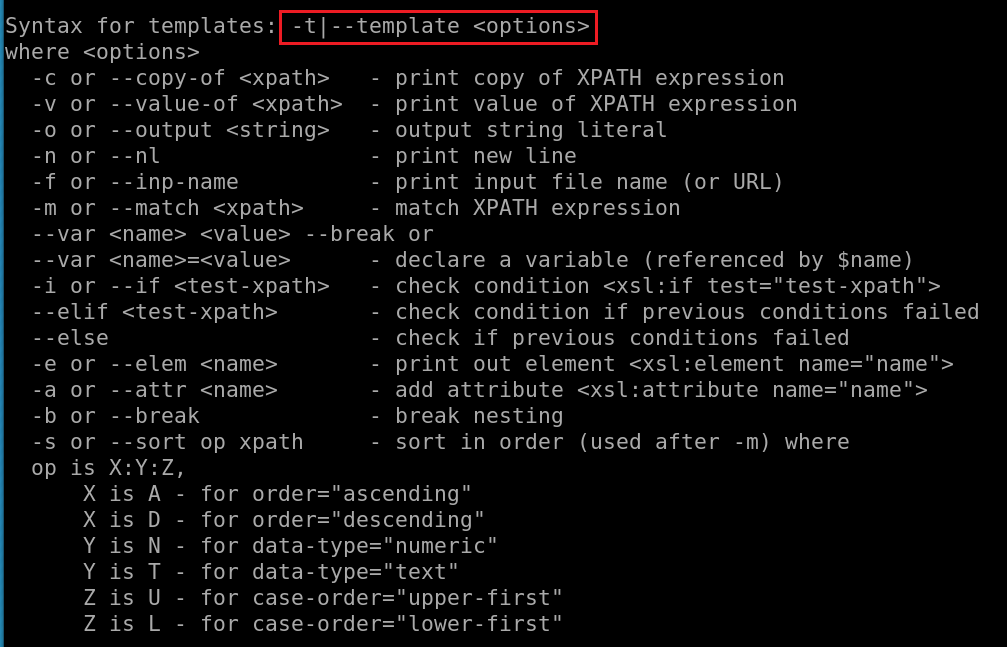 Syntax for templates: -t|--template <options>
where <options>
  -c or --copy-of <xpath>   - print copy of XPATH expression
  -v or --value-of <xpath>  - print value of XPATH expression
  -o or --output <string>   - output string literal
  -n or --nl                - print new line
  -f or --inp-name          - print input file name (or URL)
  -m or --match <xpath>     - match XPATH expression
  --var <name> <value> --break or
  --var <name>=<value>      - declare a variable (referenced by $name)
  -i or --if <test-xpath>   - check condition <xsl:if test="test-xpath">
  --elif <test-xpath>       - check condition if previous conditions failed
  --else                    - check if previous conditions failed
  -e or --elem <name>       - print out element <xsl:element name="name">
  -a or --attr <name>       - add attribute <xsl:attribute name="name">
  -b or --break             - break nesting
  -s or --sort op xpath     - sort in order (used after -m) where
  op is X:Y:Z,
      X is A - for order="ascending"
      X is D - for order="descending"
      Y is N - for data-type="numeric"
      Y is T - for data-type="text"
      Z is U - for case-order="upper-first"
      Z is L - for case-order="lower-first"